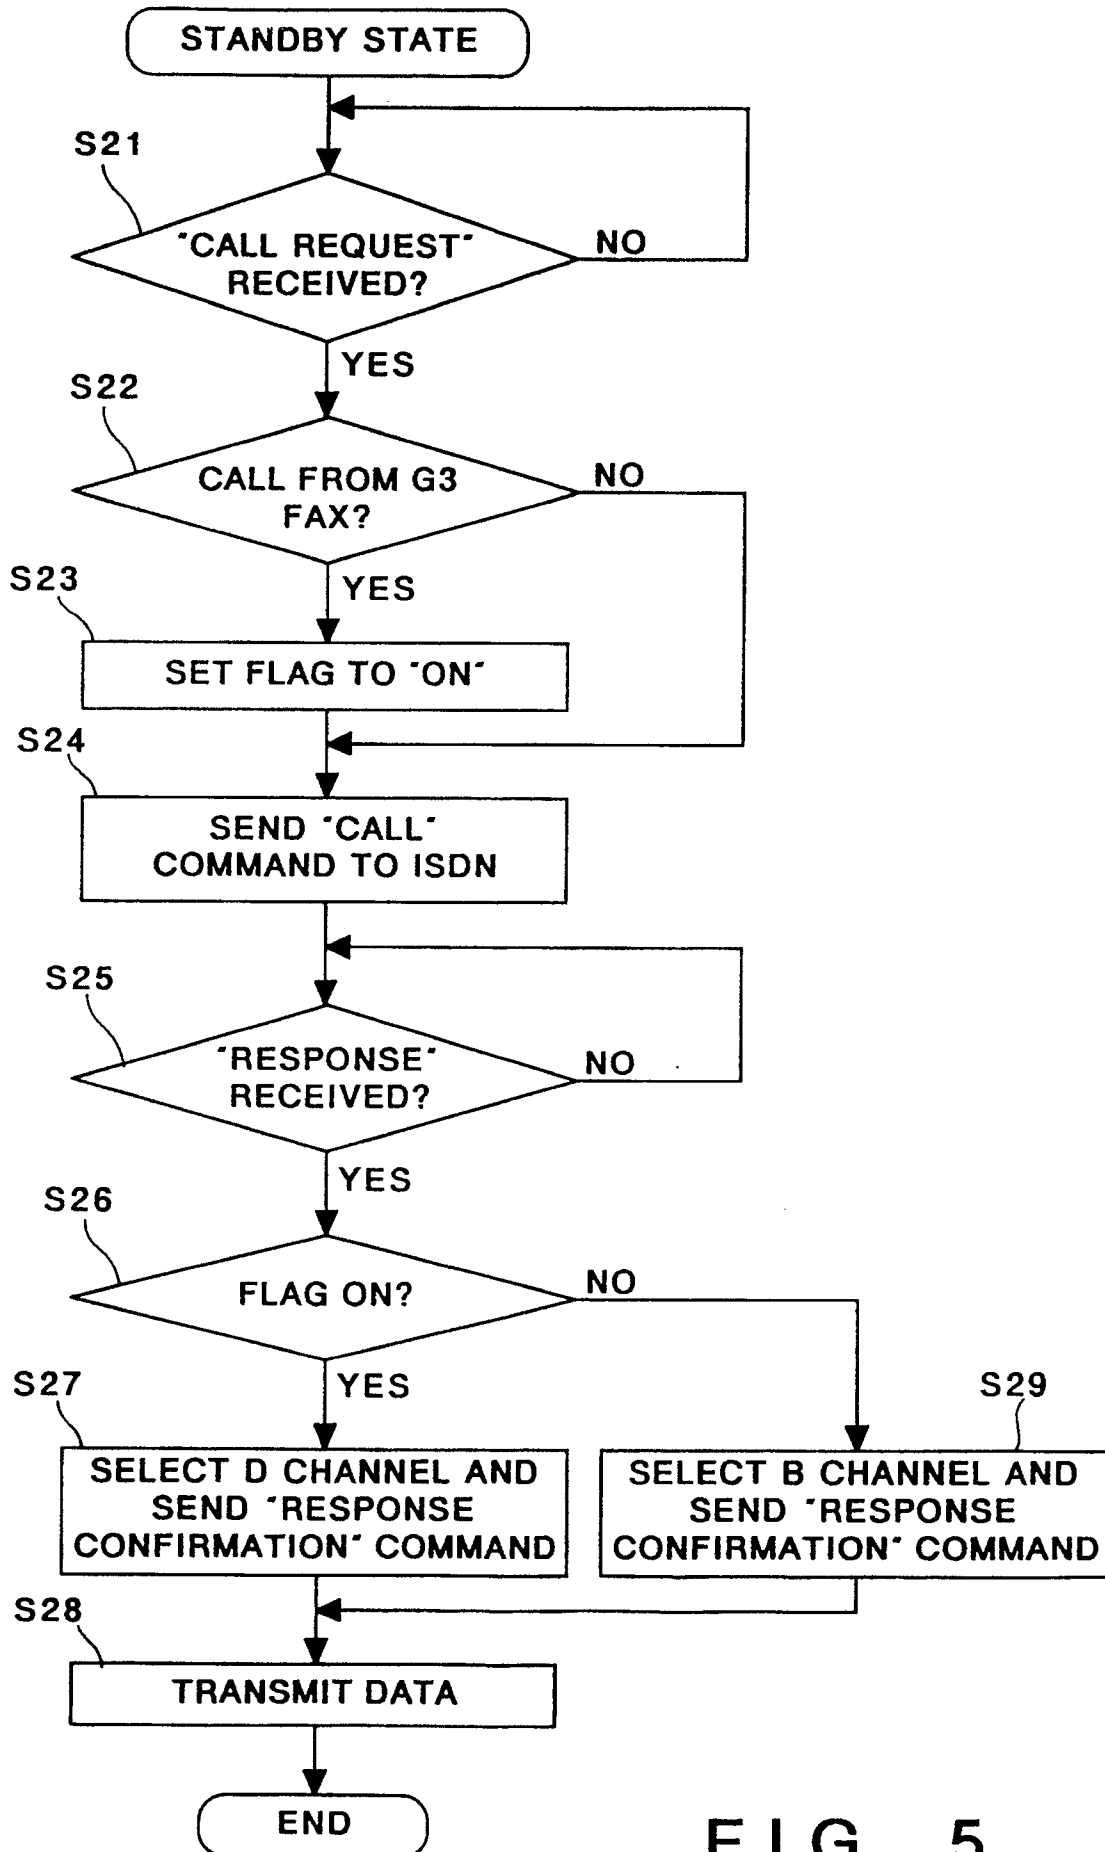 STANDBY STATE
S21
"CALL REQUEST"
RECEIVED?
NO
YES
S22
CALL FROM G3
FAX?
NO
YES
S23
SET FLAG TO "ON"
S24
SEND "CALL"
COMMAND TO ISDN
S25
"RESPONSE"
RECEIVED?
NO
YES
S26
FLAG ON?
NO
YES
S27
SELECT D CHANNEL AND
SEND "RESPONSE
CONFIRMATION" COMMAND
S29
SELECT B CHANNEL AND
SEND "RESPONSE
CONFIRMATION" COMMAND
S28
TRANSMIT DATA
END
FIG. 5